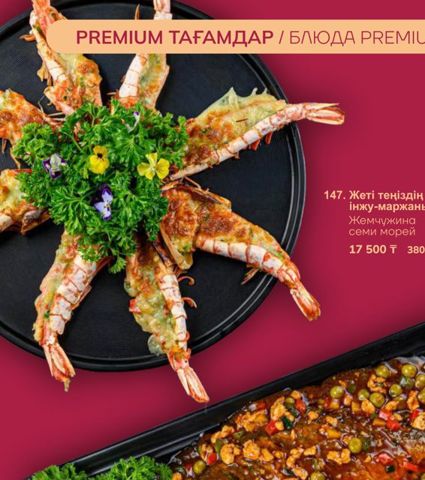 PREMIUM ТАҒАМДАР / БЛЮДА PREMIU
147. Жеті теңіздің
інжу-маржаны
Жемчужина
семи морей
17 500 ₸ 380